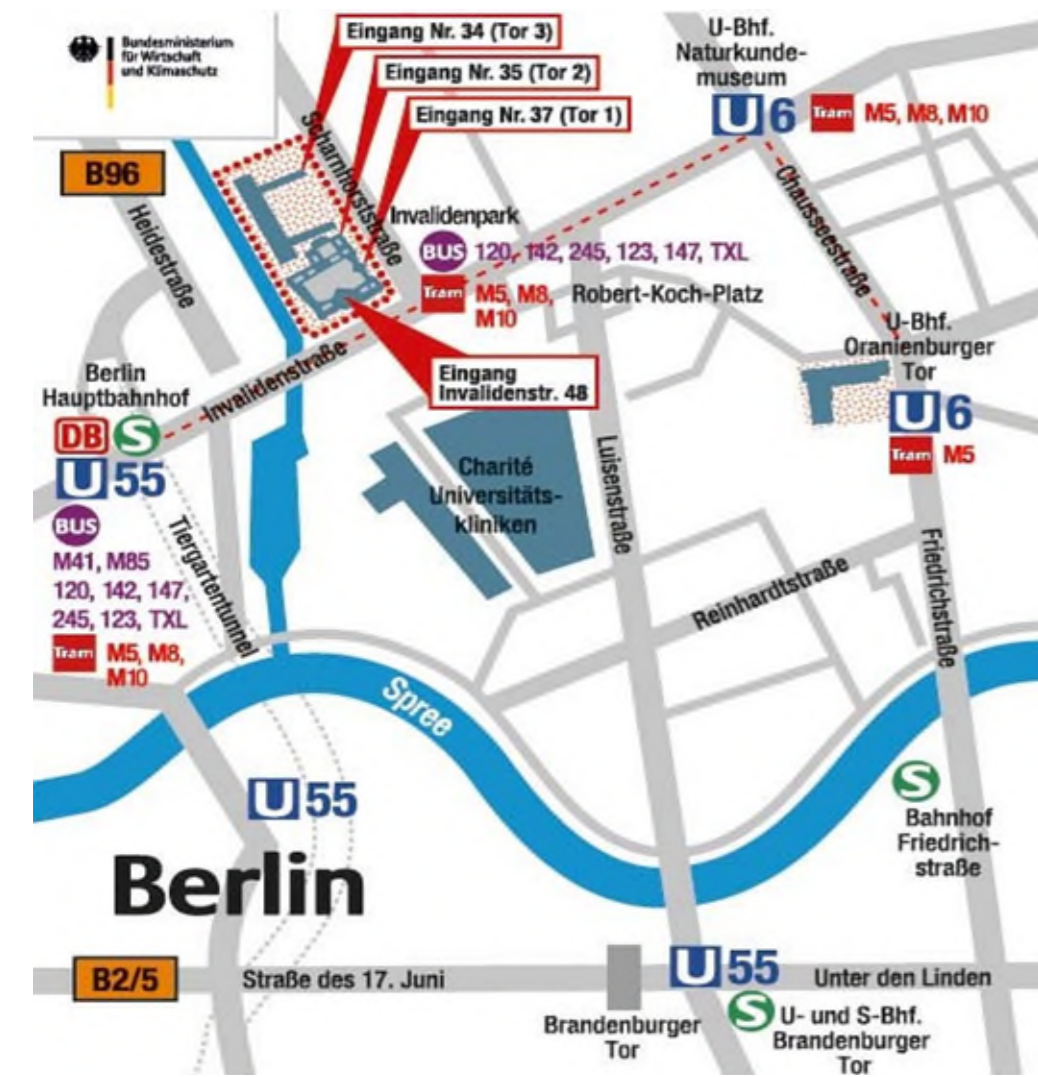 Bundesministerium
für Wirtschaft
und Klimaschutz
Eingang Nr. 34 (Tor 3)
Eingang Nr. 35 (Tor 2)
Eingang Nr. 37 (Tor 1)
U-Bhf.
Naturkunde-
museum
U 6 Tram M5, M8, M10
B96
Heidestraße
Scharnhorststraße
Invalidenpark
BUS 120, 142, 245, 123, 147, TXL
Tram M5, M8,
M10
Robert-Koch-Platz
Chausseestraße
U-Bhf.
Oranienburger
Tor
U 6
Tram M5
Eingang
Invalidenstr. 48
Invalidenstraße
Berlin
Hauptbahnhof
DB S
U 55
BUS
M41, M85
120, 142, 147,
245, 123, TXL
Tram M5, M8,
M10
Tiergartentunnel
Charité
Universitäts-
kliniken
Luisenstraße
Reinhardtstraße
Friedrichstraße
Spree
U 55
Berlin
S
Bahnhof
Friedrich-
straße
B2/5
Straße des 17. Juni
U 55
Unter den Linden
Brandenburger
Tor
S U- und S-Bhf.
Brandenburger
Tor